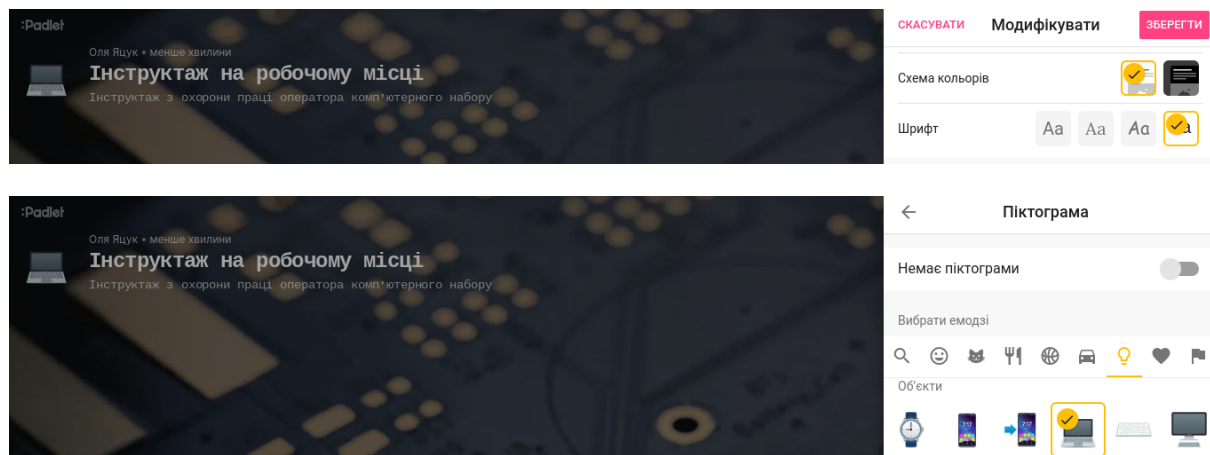 :Padlet
Оля Яцук • менше хвилини
Інструктаж на робочому місці
Інструктаж з охорони праці оператора комп'ютерного набору
СКАСУВАТИ Модифікувати ЗБЕРЕГТИ
Схема кольорів
Шрифт Aa Aa Aa
:Padlet
Оля Яцук • менше хвилини
Інструктаж на робочому місці
Інструктаж з охорони праці оператора комп'ютерного набору
Піктограма
Немає піктограми
Вибрати емодзі
Об'єкти